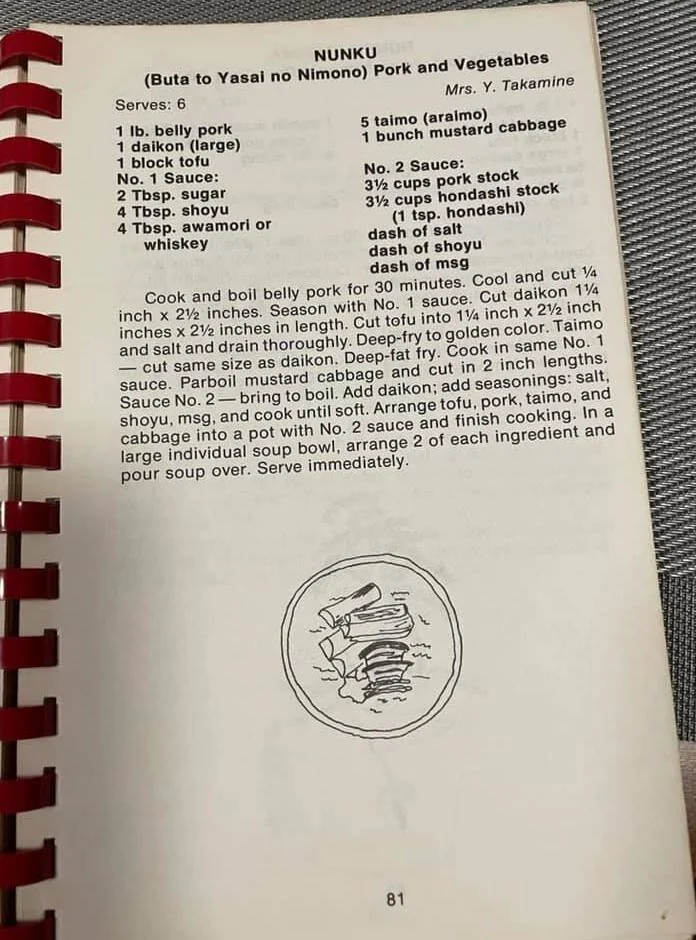 NUNKU
(Buta to Yasai no Nimono) Pork and Vegetables
Mrs. Y. Takamine
Serves: 6
1 lb. belly pork
1 daikon (large)
1 block tofu
No. 1 Sauce:
2 Tbsp. sugar
4 Tbsp. shoyu
4 Tbsp. awamori or
whiskey
5 taimo (araimo)
1 bunch mustard cabbage
No. 2 Sauce:
3½ cups pork stock
3½ cups hondashi stock
(1 tsp. hondashi)
dash of salt
dash of shoyu
dash of msg
Cook and boil belly pork for 30 minutes. Cool and cut ¼
inch x 2½ inches. Season with No. 1 sauce. Cut daikon 1¼
inches x 2½ inches in length. Cut tofu into 1¼ inch x 2½ inch
and salt and drain thoroughly. Deep-fry to golden color. Taimo
— cut same size as daikon. Deep-fat fry. Cook in same No. 1
sauce. Parboil mustard cabbage and cut in 2 inch lengths.
Sauce No. 2 — bring to boil. Add daikon; add seasonings: salt,
shoyu, msg, and cook until soft. Arrange tofu, pork, taimo, and
cabbage into a pot with No. 2 sauce and finish cooking. In a
large individual soup bowl, arrange 2 of each ingredient and
pour soup over. Serve immediately.
81